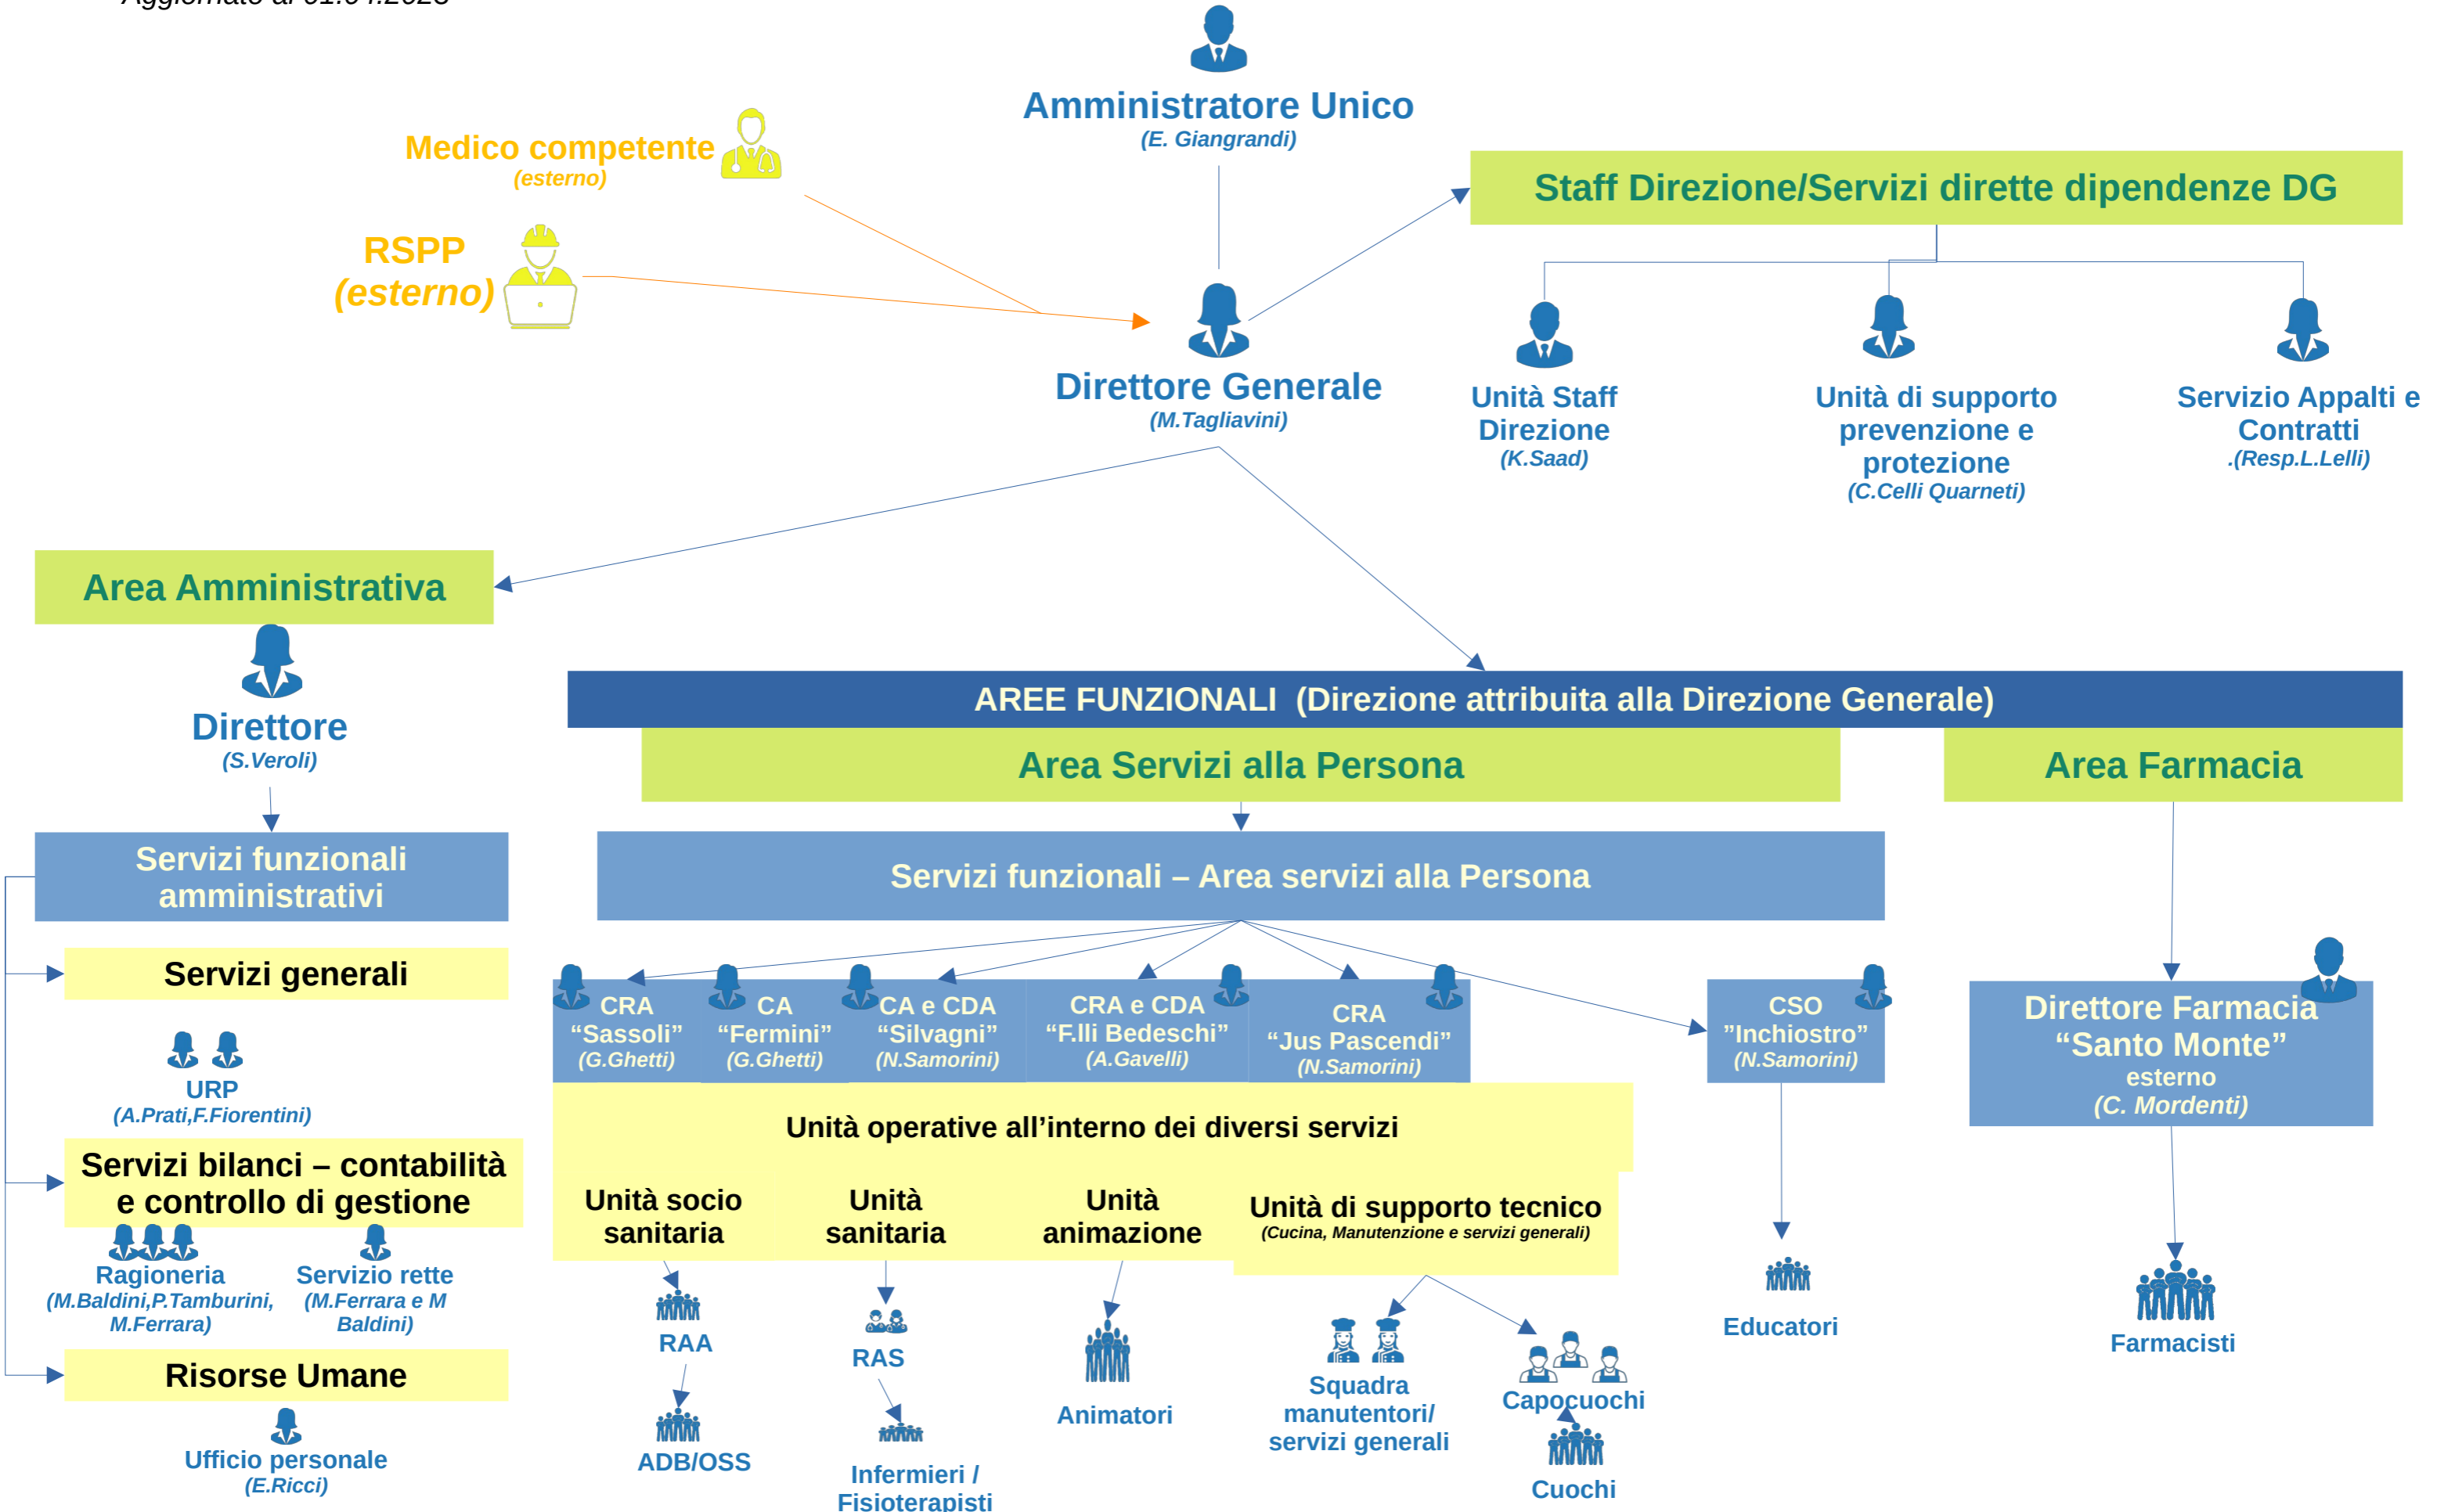 Amministratore Unico
(E. Giangrandi)
Medico competente
(esterno)
RSPP
(esterno)
Staff Direzione/Servizi dirette dipendenze DG
Direttore Generale
(M.Tagliavini)
Unità Staff
Direzione
(K.Saad)
Unità di supporto
prevenzione e
protezione
(C.Celli Quarneti)
Servizio Appalti e
Contratti
.(Resp.L.Lelli)
Area Amministrativa
Direttore
(S.Veroli)
AREE FUNZIONALI  (Direzione attribuita alla Direzione Generale)
Area Servizi alla Persona
Area Farmacia
Servizi funzionali
amministrativi
Servizi funzionali – Area servizi alla Persona
Servizi generali
URP
(A.Prati,F.Fiorentini)
Servizi bilanci – contabilità
e controllo di gestione
Ragioneria
(M.Baldini,P.Tamburini,
M.Ferrara)
Servizio rette
(M.Ferrara e M
Baldini)
Risorse Umane
Ufficio personale
(E.Ricci)
CRA
“Sassoli”
(G.Ghetti)
CA
“Fermini”
(G.Ghetti)
CA e CDA
“Silvagni”
(N.Samorini)
CRA e CDA
“F.lli Bedeschi”
(A.Gavelli)
CRA
“Jus Pascendi”
(N.Samorini)
CSO
”Inchiostro”
(N.Samorini)
Direttore Farmacia
“Santo Monte”
esterno
(C. Mordenti)
Unità operative all’interno dei diversi servizi
Unità socio
sanitaria
Unità
sanitaria
Unità
animazione
Unità di supporto tecnico
(Cucina, Manutenzione e servizi generali)
RAA
ADB/OSS
RAS
Infermieri /
Fisioterapisti
Animatori
Squadra
manutentori/
servizi generali
Capocuochi
Cuochi
Educatori
Farmacisti